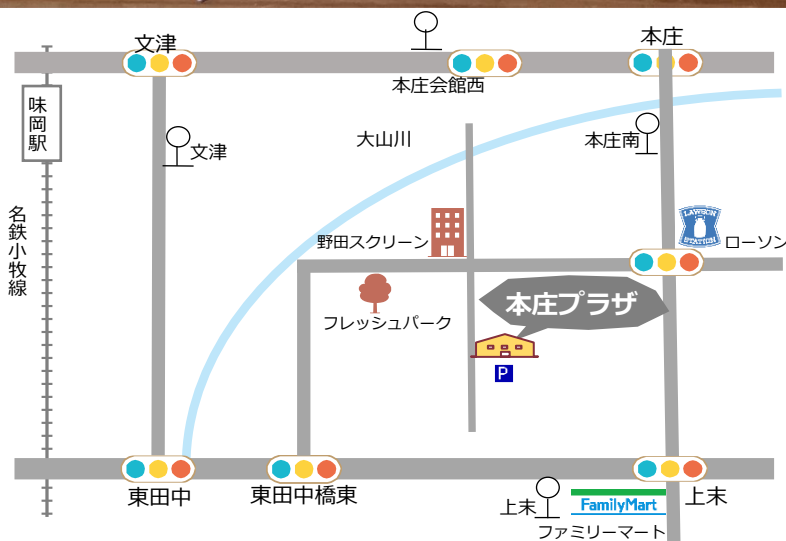 文津
本庄
本庄会館西
味岡駅
文津
大山川
本庄南
名鉄小牧線
野田スクリーン
LAWSON
STATION
ローソン
フレッシュパーク
本庄プラザ
P
東田中
東田中橋東
上末
上末
FamilyMart
ファミリーマート